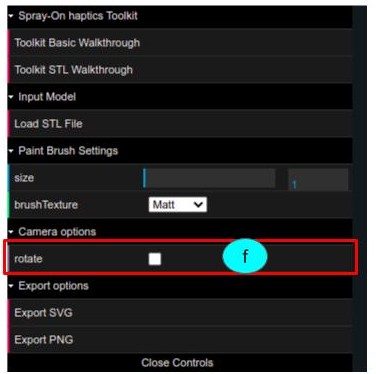 Spray-On haptics Toolkit
Toolkit Basic Walkthrough
Toolkit STL Walkthrough
Input Model
Load STL File
Paint Brush Settings
size 1
brushTexture Matt
Camera options
rotate f
Export options
Export SVG
Export PNG
Close Controls